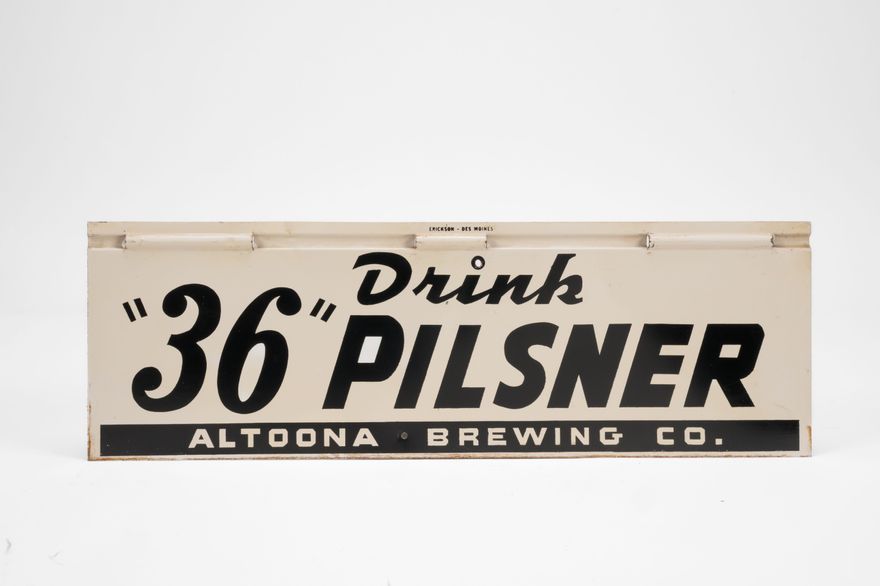 ERICKSON - DES MOINES
Drink
"36" PILSNER
ALTOONA BREWING CO.